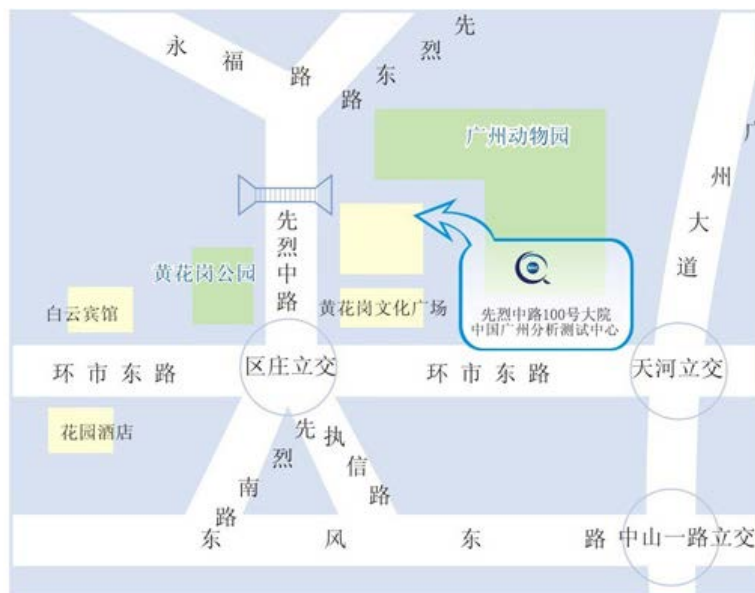 永福路
先烈东路
广州动物园
广州大道
先烈中路
黄花岗公园
黄花岗文化广场
先烈中路100号大院
中国广州分析测试中心
白云宾馆
环市东路
区庄立交
环市东路
天河立交
花园酒店
先烈南路
执信路
东风东路
中山一路立交